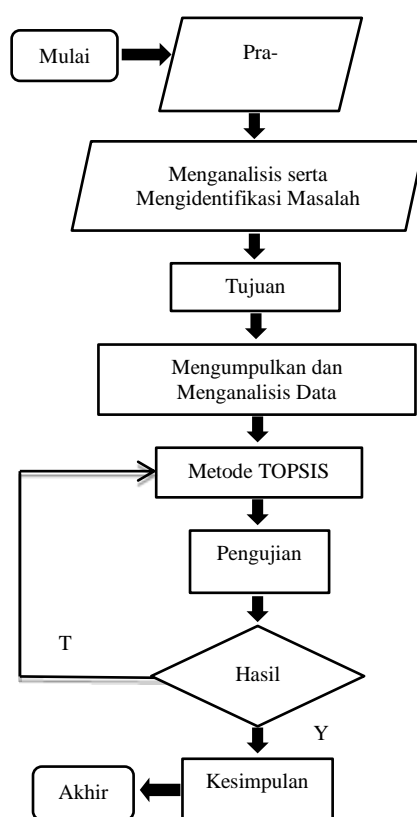 Mulai
Pra-
Menganalisis serta
Mengidentifikasi Masalah
Tujuan
Mengumpulkan dan
Menganalisis Data
Metode TOPSIS
Pengujian
T
Hasil
Y
Kesimpulan
Akhir